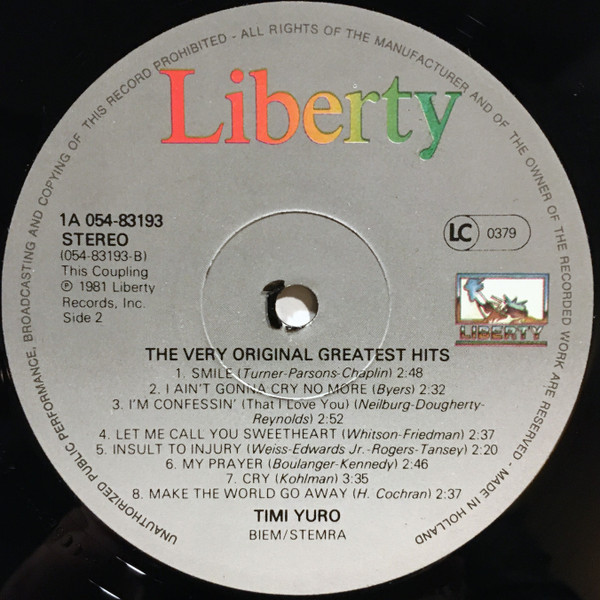 UNAUTHORIZED PUBLIC PERFORMANCE, BROADCASTING AND COPYING OF THIS RECORD PROHIBITED - ALL RIGHTS OF THE MANUFACTURER AND OF THE OWNER OF THE RECORDED WORK ARE RESERVED - MADE IN HOLLAND
Liberty
1A 054-83193
STEREO
(054-83193-B)
This Coupling
℗ 1981 Liberty
Records, Inc.
Side 2
LC 0379
LIBERTY
THE VERY ORIGINAL GREATEST HITS
1. SMILE (Turner-Parsons-Chaplin) 2:48
2. I AIN'T GONNA CRY NO MORE (Byers) 2:32
3. I'M CONFESSIN' (That I Love You) (Neilburg-Dougherty-
Reynolds) 2:52
4. LET ME CALL YOU SWEETHEART (Whitson-Friedman) 2:37
5. INSULT TO INJURY (Weiss-Edwards Jr.-Rogers-Tansey) 2:20
6. MY PRAYER (Boulanger-Kennedy) 2:46
7. CRY (Kohlman) 3:35
8. MAKE THE WORLD GO AWAY (H. Cochran) 2:37
TIMI YURO
BIEM/STEMRA